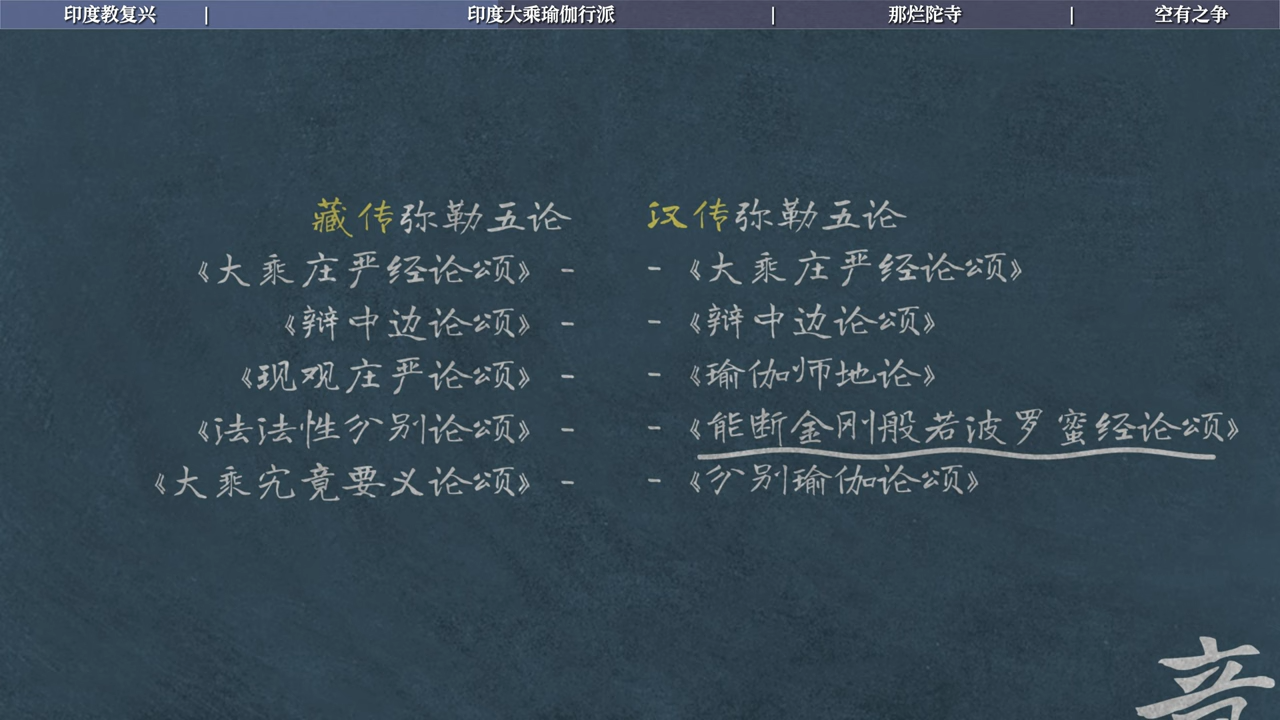 印度教复兴 | 印度大乘瑜伽行派 | 那烂陀寺 | 空有之争
藏传弥勒五论
《大乘庄严经论颂》 -
《辩中边论颂》 -
《现观庄严论颂》 -
《法法性分别论颂》 -
《大乘究竟要义论颂》 -
汉传弥勒五论
- 《大乘庄严经论颂》
- 《辩中边论颂》
- 《瑜伽师地论》
- 《能断金刚般若波罗蜜经论颂》
- 《分别瑜伽论颂》